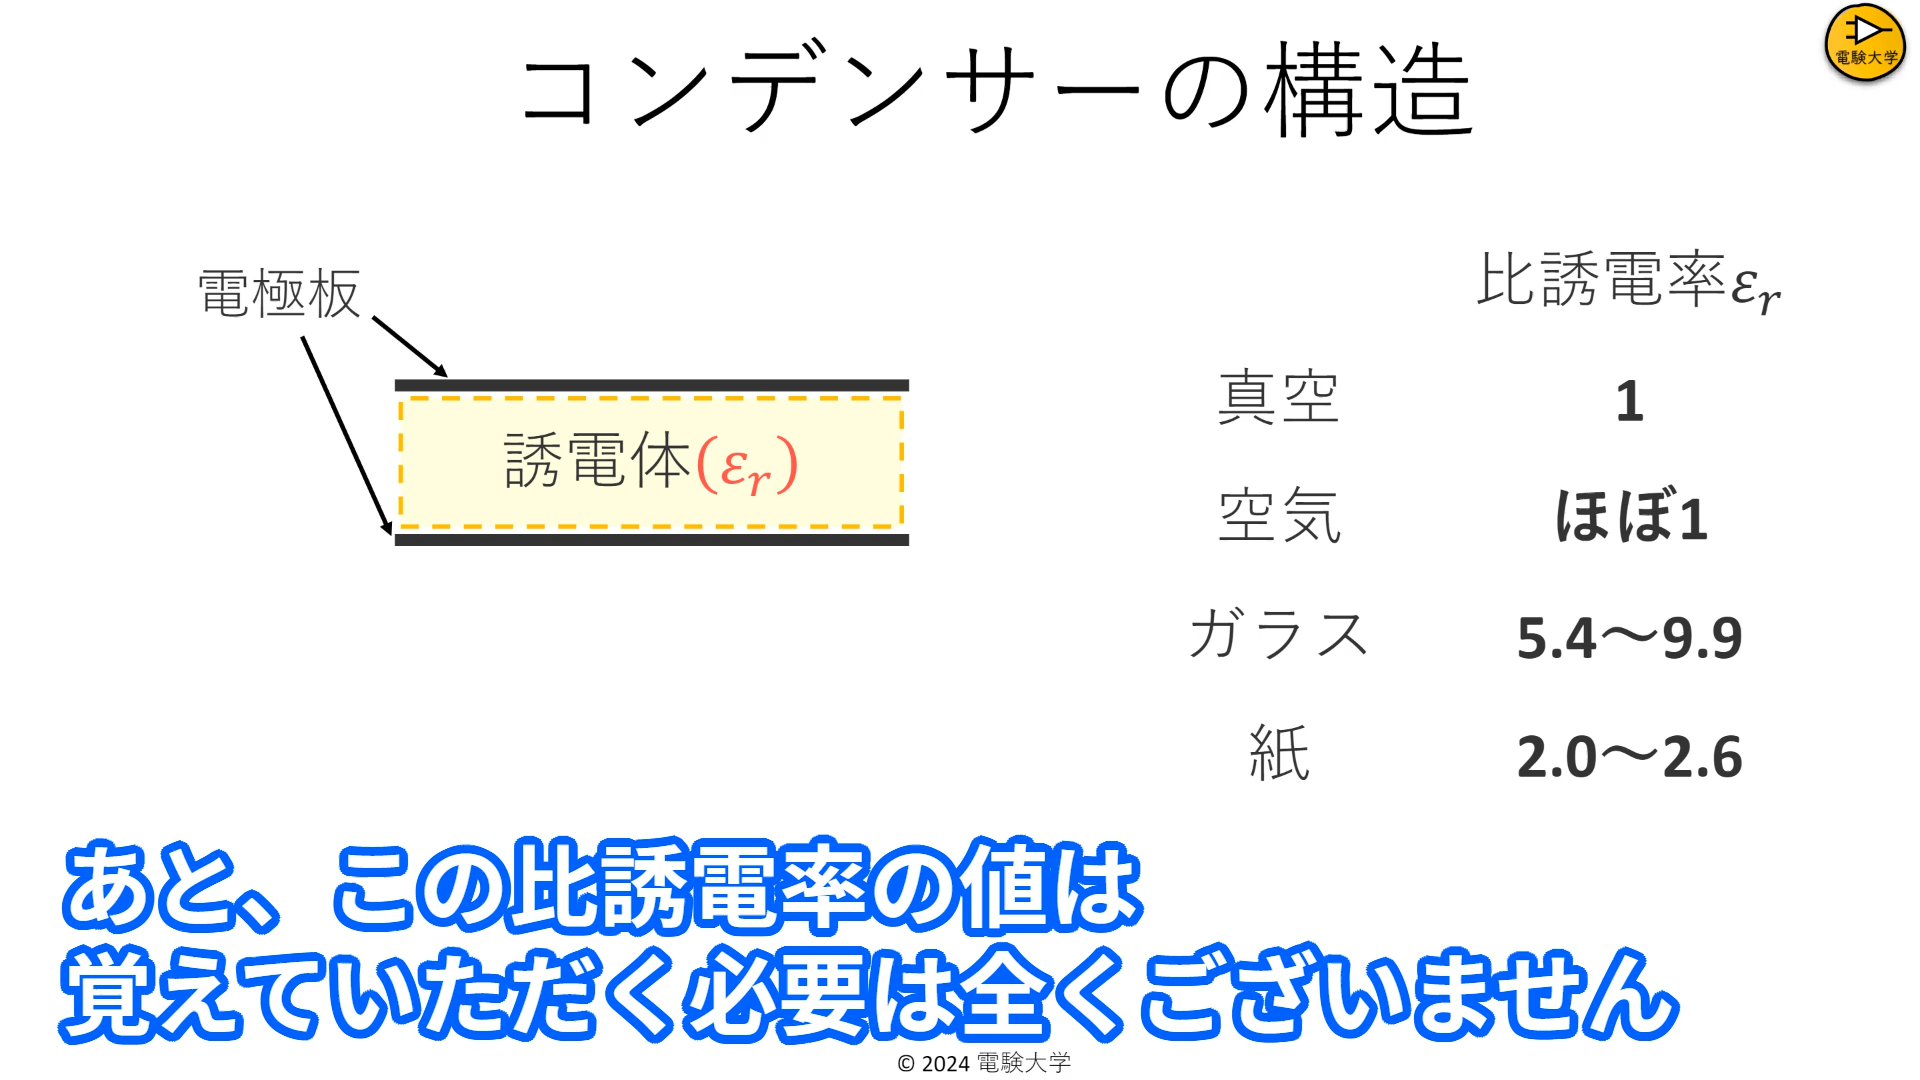 コンデンサーの構造
電験大学
電極板
誘電体(εr)
比誘電率εr
真空 1
空気 ほぼ1
ガラス 5.4～9.9
紙 2.0～2.6
あと、この比誘電率の値は
覚えていただく必要は全くございません
© 2024 電験大学